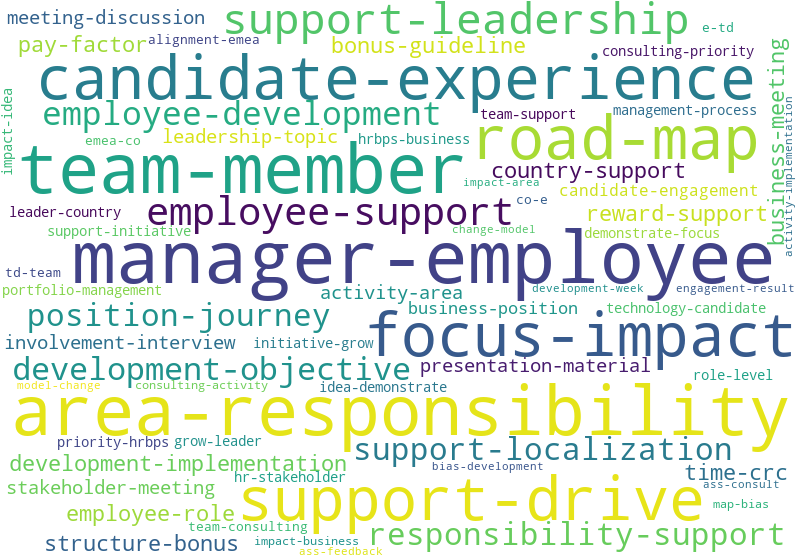 meeting-discussion
support-leadership
e-td
pay-factor
alignment-emea
bonus-guideline
consulting-priority
business-meeting
activity-implementation
candidate-experience
impact-idea
employee-development
team-support
management-process
emea-co
leadership-topic
hrbps-business
road-map
team-member
country-support
impact-area
candidate-engagement
leader-country
employee-support
co-e
reward-support
support-initiative
change-model
demonstrate-focus
manager-employee
td-team
portfolio-management
activity-area
development-week
engagement-result
position-journey
business-position
technology-candidate
involvement-interview
initiative-grow
focus-impact
development-objective
presentation-material
role-level
model-change
consulting-activity
idea-demonstrate
area-responsibility
priority-hrbps
grow-leader
support-localization
development-implementation
bias-development
time-crc
hr-stakeholder
stakeholder-meeting
ass-consult
support-drive
map-bias
employee-role
team-consulting
responsibility-support
structure-bonus
impact-business
ass-feedback